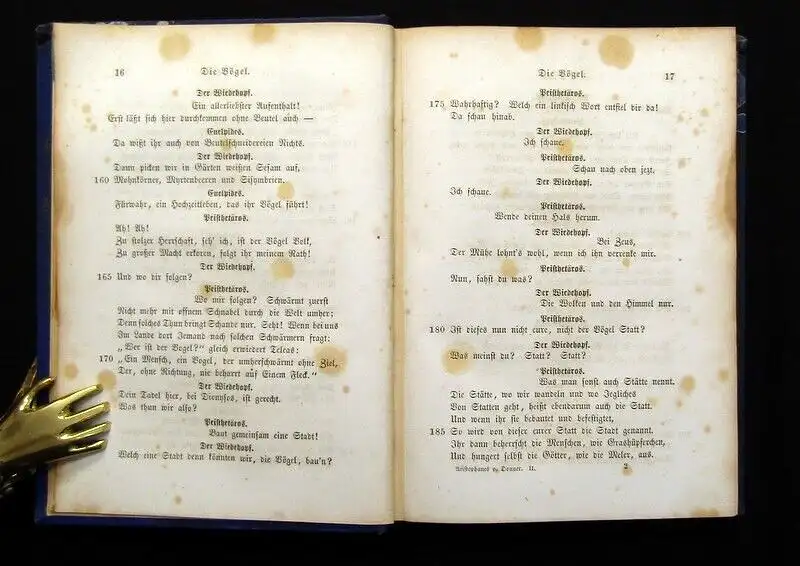 16 Die Vögel.
Der Wiedehopf.
Ein allerliebster Aufenthalt!
Erst läßt sich hier durchkommen ohne Beutel auch —
Euelpides.
Da wißt ihr auch von Beutelschneidereien Nichts.
Der Wiedehopf.
Dann picken wir in Gärten weißen Sesam auf,
160 Mohnkörner, Myrtenbeeren und Sisymbrien.
Euelpides.
Fürwahr, ein Hochzeitleben, das ihr Vögel führt!
Peisthetäros.
Ah! Ah!
Zu stolzer Herrschaft, seh' ich, ist der Vögel Volk,
Zu großer Macht erkoren, folgt ihr meinem Rath!
Der Wiedehopf.
165 Und wo dir folgen?
Peisthetäros.
Wo mir folgen? Schwärmt zuerst
Nicht mehr mit offnem Schnabel durch die Welt umher;
Denn solches Thun bringt Schande nur. Seht! Wenn bei uns
Im Lande dort Jemand nach solchen Schwärmern fragt:
„Wer ist der Vogel?“ gleich erwiedert Teleas:
170 „Ein Mensch, ein Vogel, der umherschwärmt ohne Ziel,
Der, ohne Richtung, nie beharrt auf Einem Fleck.“
Der Wiedehopf.
Dein Tadel hier, bei Dionysos, ist gerecht.
Was thun wir also?
Peisthetäros.
Baut gemeinsam eine Stadt!
Der Wiedehopf.
Welch eine Stadt denn könnten wir, die Vögel, bau'n?
Die Vögel. 17
Peisthetäros.
175 Wahrhaftig? Welch ein linkisch Wort entfiel dir da!
Da schau hinab.
Der Wiedehopf.
Ich schaue.
Peisthetäros.
Schau nach oben jezt.
Der Wiedehopf.
Ich schaue.
Peisthetäros.
Wende deinen Hals herum.
Der Wiedehopf.
Bei Zeus,
Der Mühe lohnt's wohl, wenn ich ihn verrenke mir.
Peisthetäros.
Nun, sahst du was?
Der Wiedehopf.
Die Wolken und den Himmel nur.
Peisthetäros.
180 Ist dieses nun nicht eure, nicht der Vögel Statt?
Der Wiedehopf.
Was meinst du? Statt? Statt?
Peisthetäros.
Was man sonst auch Stätte nennt.
Die Stätte, wo wir wandeln und wo Jegliches
Von Statten geht, heißt ebendarum auch die Statt.
Und wenn ihr sie bebautet und befestiget,
185 So wird von dieser eurer Statt die Stadt genannt.
Ihr dann beherrscht die Menschen, wie Grashüpferchen,
Und hungert selbst die Götter, wie die Meler, aus.
Aristophanes v. Donner. II. 2